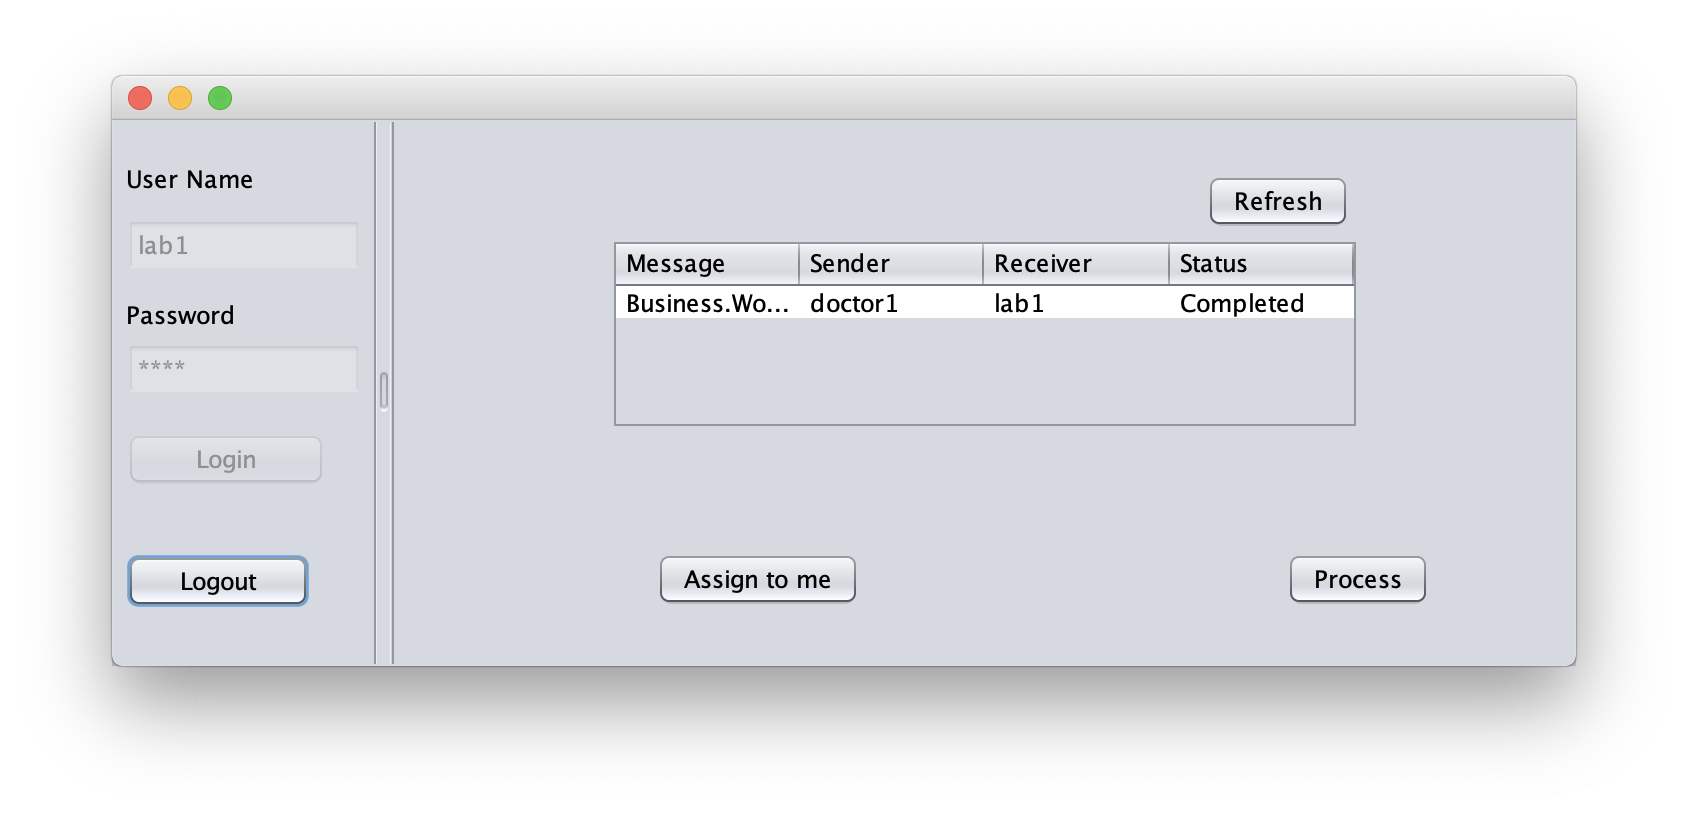 User Name
lab1
Password
****
Login
Logout
Refresh
Message Sender Receiver Status
Business.Wo... doctor1 lab1 Completed
Assign to me Process